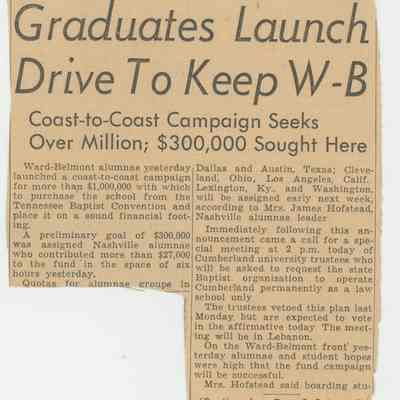 Graduates Launch
Drive To Keep W-B
Coast-to-Coast Campaign Seeks
Over Million; $300,000 Sought Here
Ward-Belmont alumnae yesterday
launched a coast-to-coast campaign
for more than $1,000,000 with which
to purchase the school from the
Tennessee Baptist Convention and
place it on a sound financial foot-
ing.
A preliminary goal of $300,000
was assigned Nashville alumnae
who contributed more than $27,000
to the fund in the space of six
hours yesterday.
Quotas for alumnae groups in
Dallas and Austin, Texas; Cleve-
land, Ohio, Los Angeles, Calif.
Lexington, Ky., and Washington,
will be assigned early next week,
according to Mrs. James Hofstead,
Nashville alumnae leader
Immediately following this an-
nouncement came a call for a spe-
cial meeting at 2 p.m. today of
Cumberland university trustees who
will be asked to request the state
Baptist organization to operate
Cumberland permanently as a law
school only
The trustees vetoed this plan last
Monday but are expected to vote
in the affirmative today The meet-
ing will be in Lebanon.
On the Ward-Belmont front yes-
terday alumnae and student hopes
were high that the fund campaign
will be successful.
Mrs. Hofstead said boarding stu-